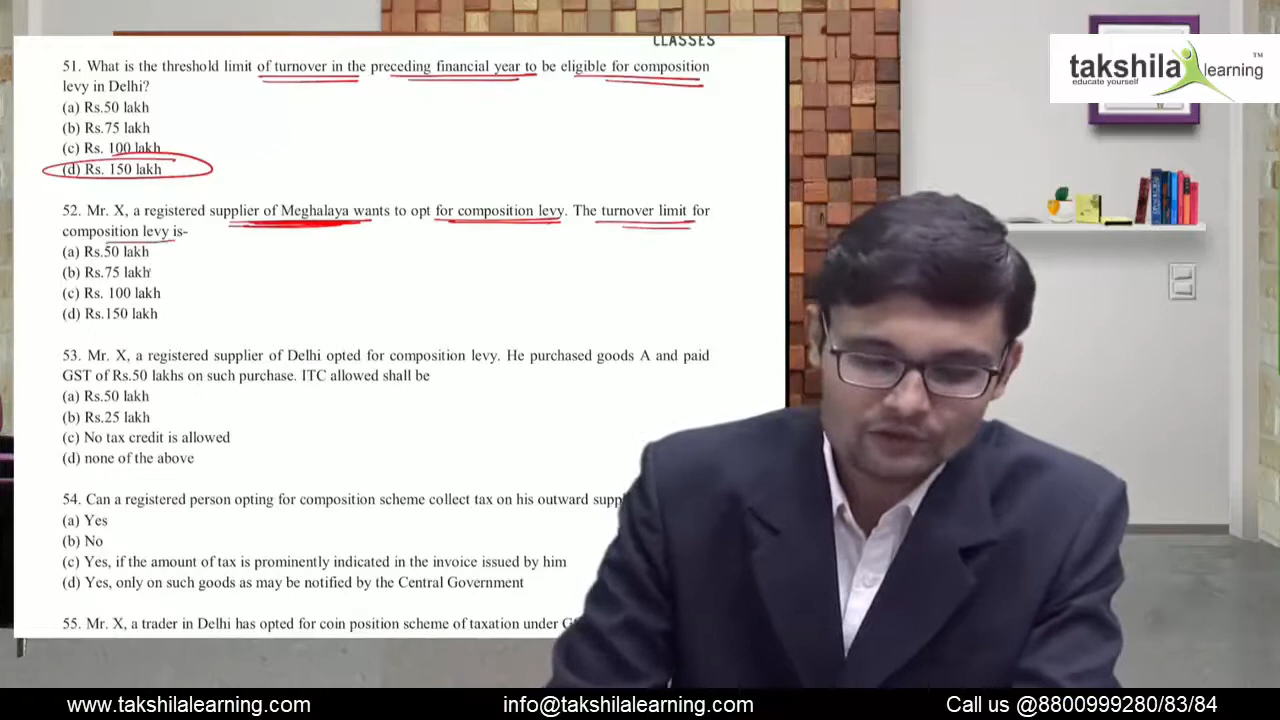 CLASSES
51. What is the threshold limit of turnover in the preceding financial year to be eligible for composition
levy in Delhi?
(a) Rs.50 lakh
(b) Rs.75 lakh
(c) Rs. 100 lakh
(d) Rs. 150 lakh
52. Mr. X, a registered supplier of Meghalaya wants to opt for composition levy. The turnover limit for
composition levy is-
(a) Rs.50 lakh
(b) Rs.75 lakh
(c) Rs. 100 lakh
(d) Rs.150 lakh
53. Mr. X, a registered supplier of Delhi opted for composition levy. He purchased goods A and paid
GST of Rs.50 lakhs on such purchase. ITC allowed shall be
(a) Rs.50 lakh
(b) Rs.25 lakh
(c) No tax credit is allowed
(d) none of the above
54. Can a registered person opting for composition scheme collect tax on his outward
(a) Yes
(b) No
(c) Yes, if the amount of tax is prominently indicated in the invoice issued by him
(d) Yes, only on such goods as may be notified by the Central Government
55. Mr. X, a trader in Delhi has opted for coin position scheme of taxation under
takshila learning ™
educate yourself
www.takshilalearning.com info@takshilalearning.com Call us @8800999280/83/84